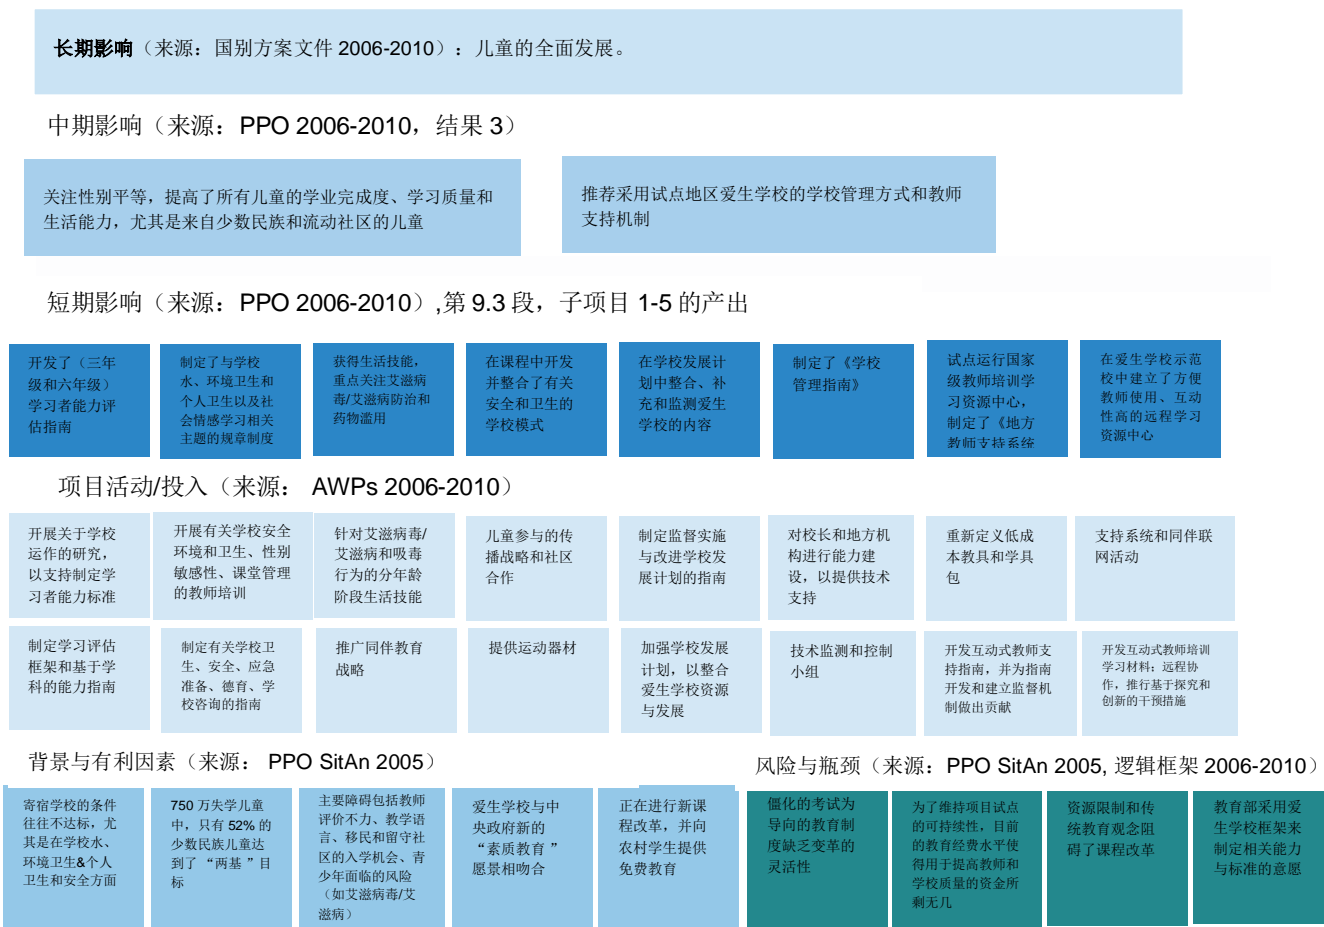 长期影响（来源：国别方案文件 2006-2010）：儿童的全面发展。
中期影响（来源：PPO 2006-2010，结果 3）
关注性别平等，提高了所有儿童的学业完成度、学习质量和
生活能力，尤其是来自少数民族和流动社区的儿童
推荐采用试点地区爱生学校的学校管理方式和教师
支持机制
短期影响（来源：PPO 2006-2010）,第 9.3 段，子项目 1-5 的产出
开发了（三年
级和六年级）
学习者能力评
估指南
制定了与学校
水、环境卫生和
个人卫生以及社
会情感学习相关
主题的规章制度
获得生活技能，
重点关注艾滋病
毒/艾滋病防治和
药物滥用
在课程中开发
并整合了有关
安全和卫生的
学校模式
在学校发展计
划中整合、补
充和监测爱生
学校的内容
制定了《学校
管理指南》
试点运行国家
级教师培训学
习资源中心，
制定了《地方
教师支持系统
在爱生学校示范
校中建立了方便
教师使用、互动
性高的远程学习
资源中心
项目活动/投入（来源： AWPs 2006-2010）
开展关于学校
运作的研究，
以支持制定学
习者能力标准
开展有关学校安全
环境和卫生、性别
敏感性、课堂管理
的教师培训
针对艾滋病毒/
艾滋病和吸毒
行为的分年龄
阶段生活技能
儿童参与的传
播战略和社区
合作
制定监督实施
与改进学校发
展计划的指南
对校长和地方机
构进行能力建
设，以提供技术
支持
重新定义低成
本教具和学具
包
支持系统和同伴联
网活动
制定学习评估
框架和基于学
科的能力指南
制定有关学校卫
生、安全、应急
准备、德育、学
校咨询的指南
推广同伴教育
战略
提供运动器材
加强学校发展
计划，以整合
爱生学校资源
与发展
技术监测和控制
小组
开发互动式教师支
持指南，并为指南
开发和建立监督机
制做出贡献
开发互动式教师培训
学习材料；远程协
作，推行基于探究和
创新的干预措施
背景与有利因素（来源： PPO SitAn 2005）
风险与瓶颈（来源：PPO SitAn 2005, 逻辑框架 2006-2010）
寄宿学校的条件
往往不达标，尤
其是在学校水、
环境卫生&个人
卫生和安全方面
750 万失学儿童
中，只有 52% 的
少数民族儿童达
到了 “两基 ” 目
标
主要障碍包括教师
评价不力、教学语
言、移民和留守社
区的入学机会、青
少年面临的风险
（如艾滋病毒/艾
滋病）
爱生学校与中
央政府新的
“素质教育 ”
愿景相吻合
正在进行新课
程改革，并向
农村学生提供
免费教育
僵化的考试为
导向的教育制
度缺乏变革的
灵活性
为了维持项目试点
的可持续性，目前
的教育经费水平使
得用于提高教师和
学校质量的资金所
剩无几
资源限制和传
统教育观念阻
碍了课程改革
教育部采用爱
生学校框架来
制定相关能力
与标准的意愿